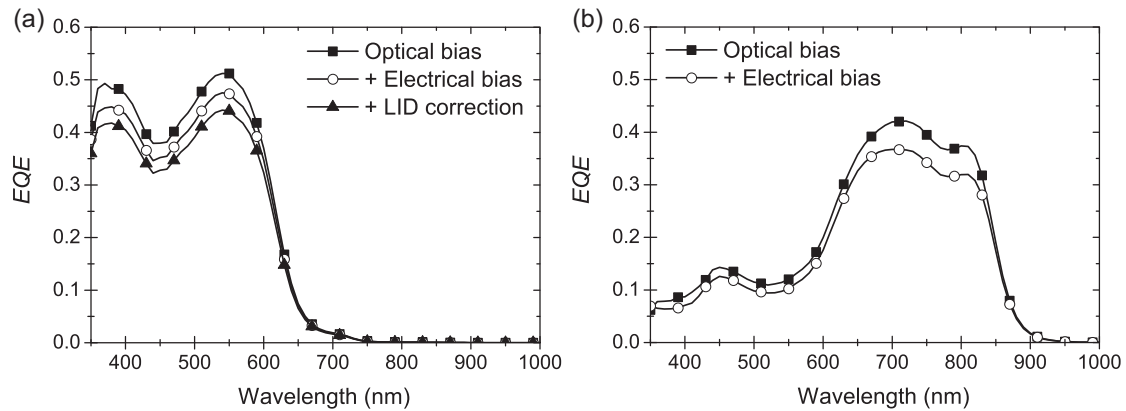 (a)
Optical bias
+ Electrical bias
+ LID correction
EQE
0.6
0.5
0.4
0.3
0.2
0.1
0.0
400 500 600 700 800 900 1000
Wavelength (nm)
(b)
Optical bias
+ Electrical bias
EQE
0.6
0.5
0.4
0.3
0.2
0.1
0.0
400 500 600 700 800 900 1000
Wavelength (nm)